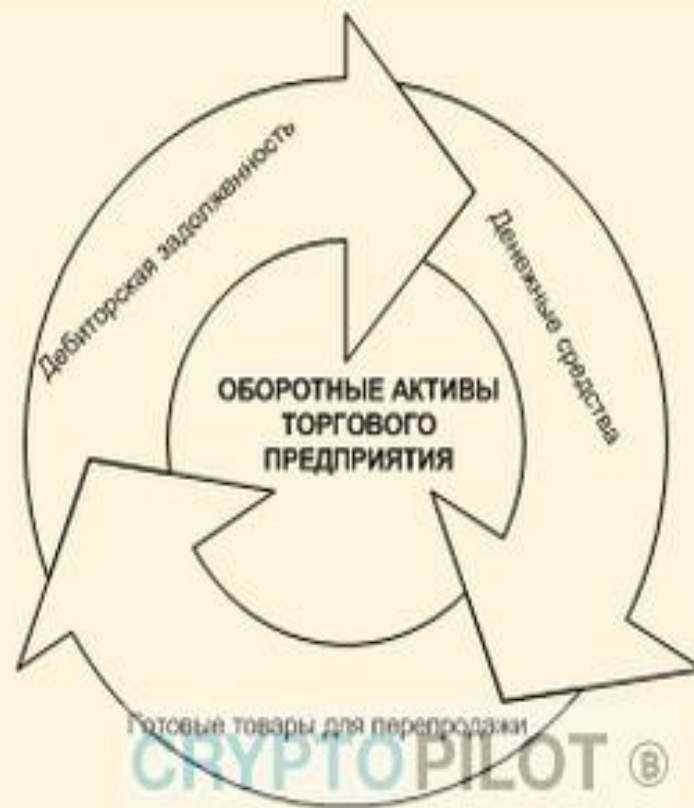 Дебиторская задолженность
Денежные средства
ОБОРОТНЫЕ АКТИВЫ
ТОРГОВОГО
ПРЕДПРИЯТИЯ
Готовые товары для перепродажи
CRYPTOPILOT ®